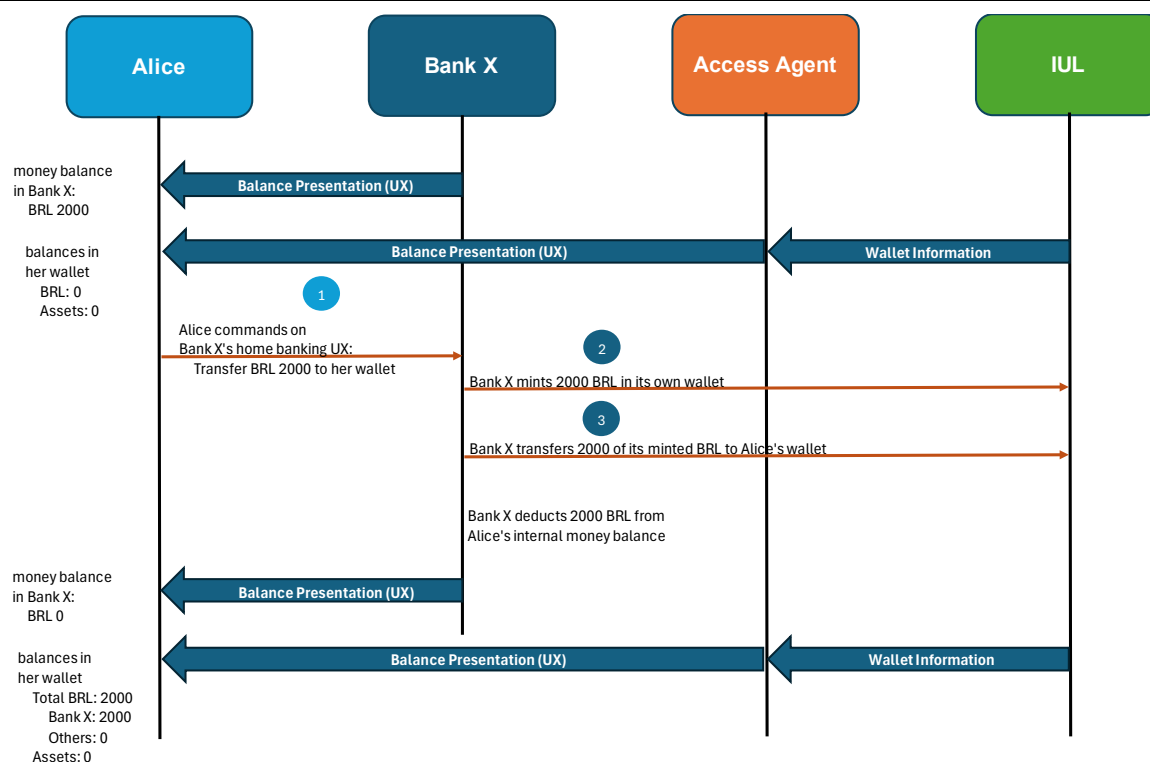 Alice
Bank X
Access Agent
IUL
money balance
in Bank X:
BRL 2000
Balance Presentation (UX)
balances in
her wallet
BRL: 0
Assets: 0
Balance Presentation (UX)
Wallet Information
1
Alice commands on
Bank X's home banking UX:
Transfer BRL 2000 to her wallet
2
Bank X mints 2000 BRL in its own wallet
3
Bank X transfers 2000 of its minted BRL to Alice's wallet
Bank X deducts 2000 BRL from
Alice's internal money balance
money balance
in Bank X:
BRL 0
Balance Presentation (UX)
balances in
her wallet
Total BRL: 2000
Bank X: 2000
Others: 0
Assets: 0
Balance Presentation (UX)
Wallet Information